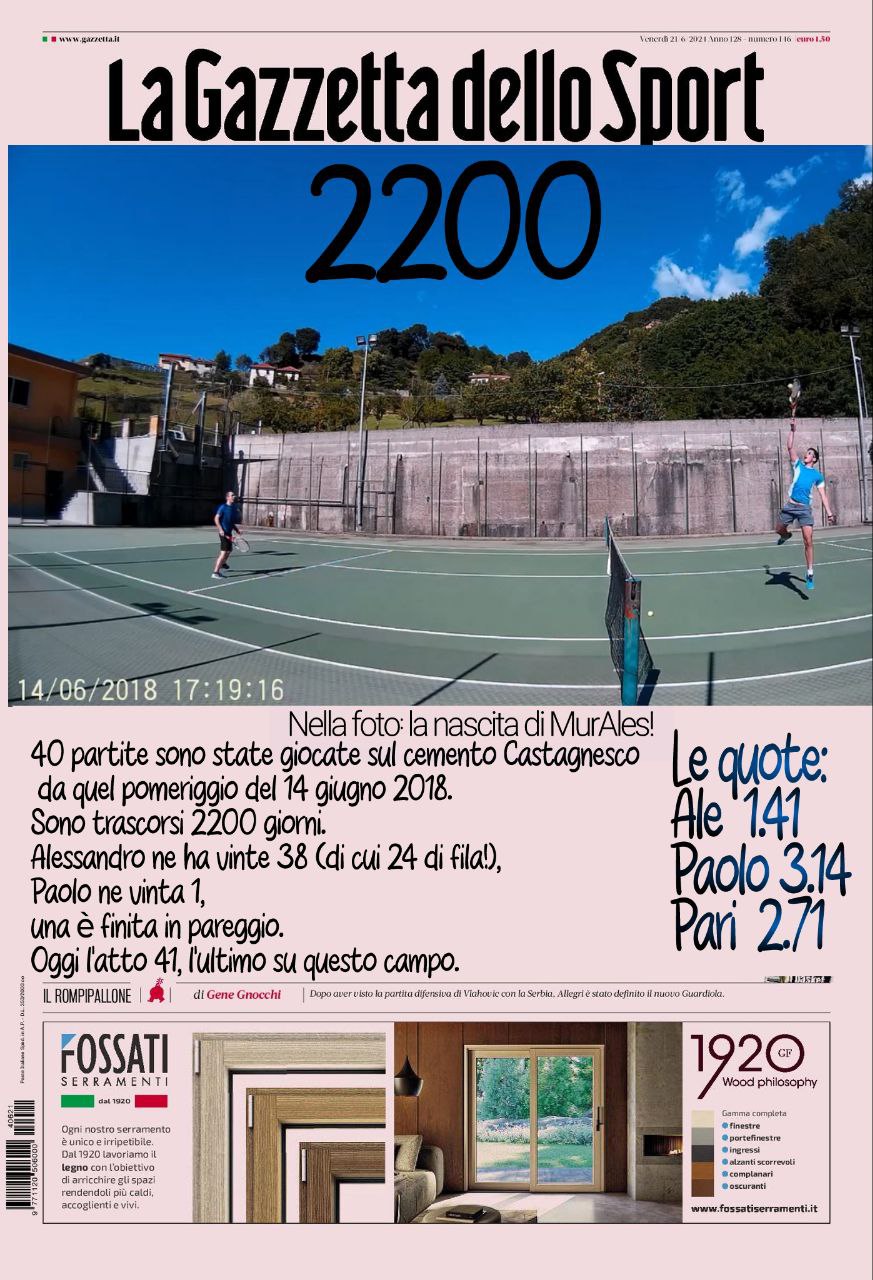 www.gazzetta.it
Venerdì 21/6/2024 Anno 128 - numero 146 euro 1,50
La Gazzetta dello Sport
2200
14/06/2018 17:19:16
Nella foto: la nascita di MurAles!
40 partite sono state giocate sul cemento Castagnesco
da quel pomeriggio del 14 giugno 2018.
Sono trascorsi 2200 giorni.
Alessandro ne ha vinte 38 (di cui 24 di fila!),
Paolo ne vinta 1,
una è finita in pareggio.
Oggi l'atto 41, l'ultimo su questo campo.
Le quote:
Ale 1.41
Paolo 3.14
Pari 2.71
IL ROMPIPALLONE
di Gene Gnocchi
Dopo aver visto la partita difensiva di Vlahovic con la Serbia, Allegri è stato definito il nuovo Guardiola.
FOSSATI
SERRAMENTI
dal 1920
Ogni nostro serramento
è unico e irripetibile.
Dal 1920 lavoriamo il
legno con l'obiettivo
di arricchire gli spazi
rendendoli più caldi,
accoglienti e vivi.
1920
GF
Wood philosophy
Gamma completa
finestre
portefinestre
ingressi
alzanti scorrevoli
complanari
oscuranti
www.fossatiserramenti.it
40621
9 771120 506000